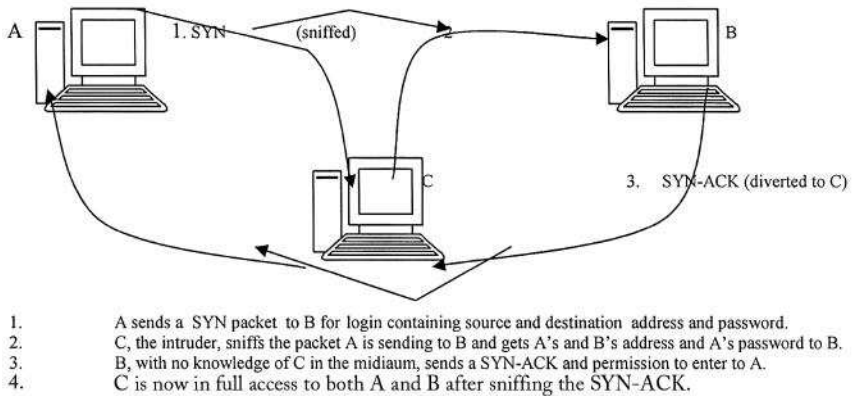 A
1. SYN
(sniffed)
2
B
C
3. SYN-ACK (diverted to C)
1. A sends a SYN packet to B for login containing source and destination address and password.
2. C, the intruder, sniffs the packet A is sending to B and gets A's and B's address and A's password to B.
3. B, with no knowledge of C in the midiaum, sends a SYN-ACK and permission to enter to A.
4. C is now in full access to both A and B after sniffing the SYN-ACK.